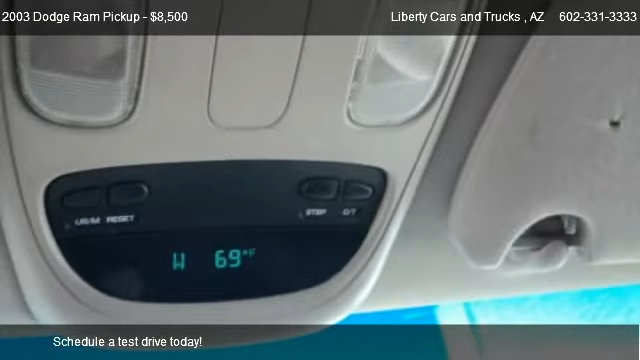 2003 Dodge Ram Pickup - $8,500
Liberty Cars and Trucks , AZ 602-331-3333
US/M RESET
STEP C/T
W 69°F
Schedule a test drive today!